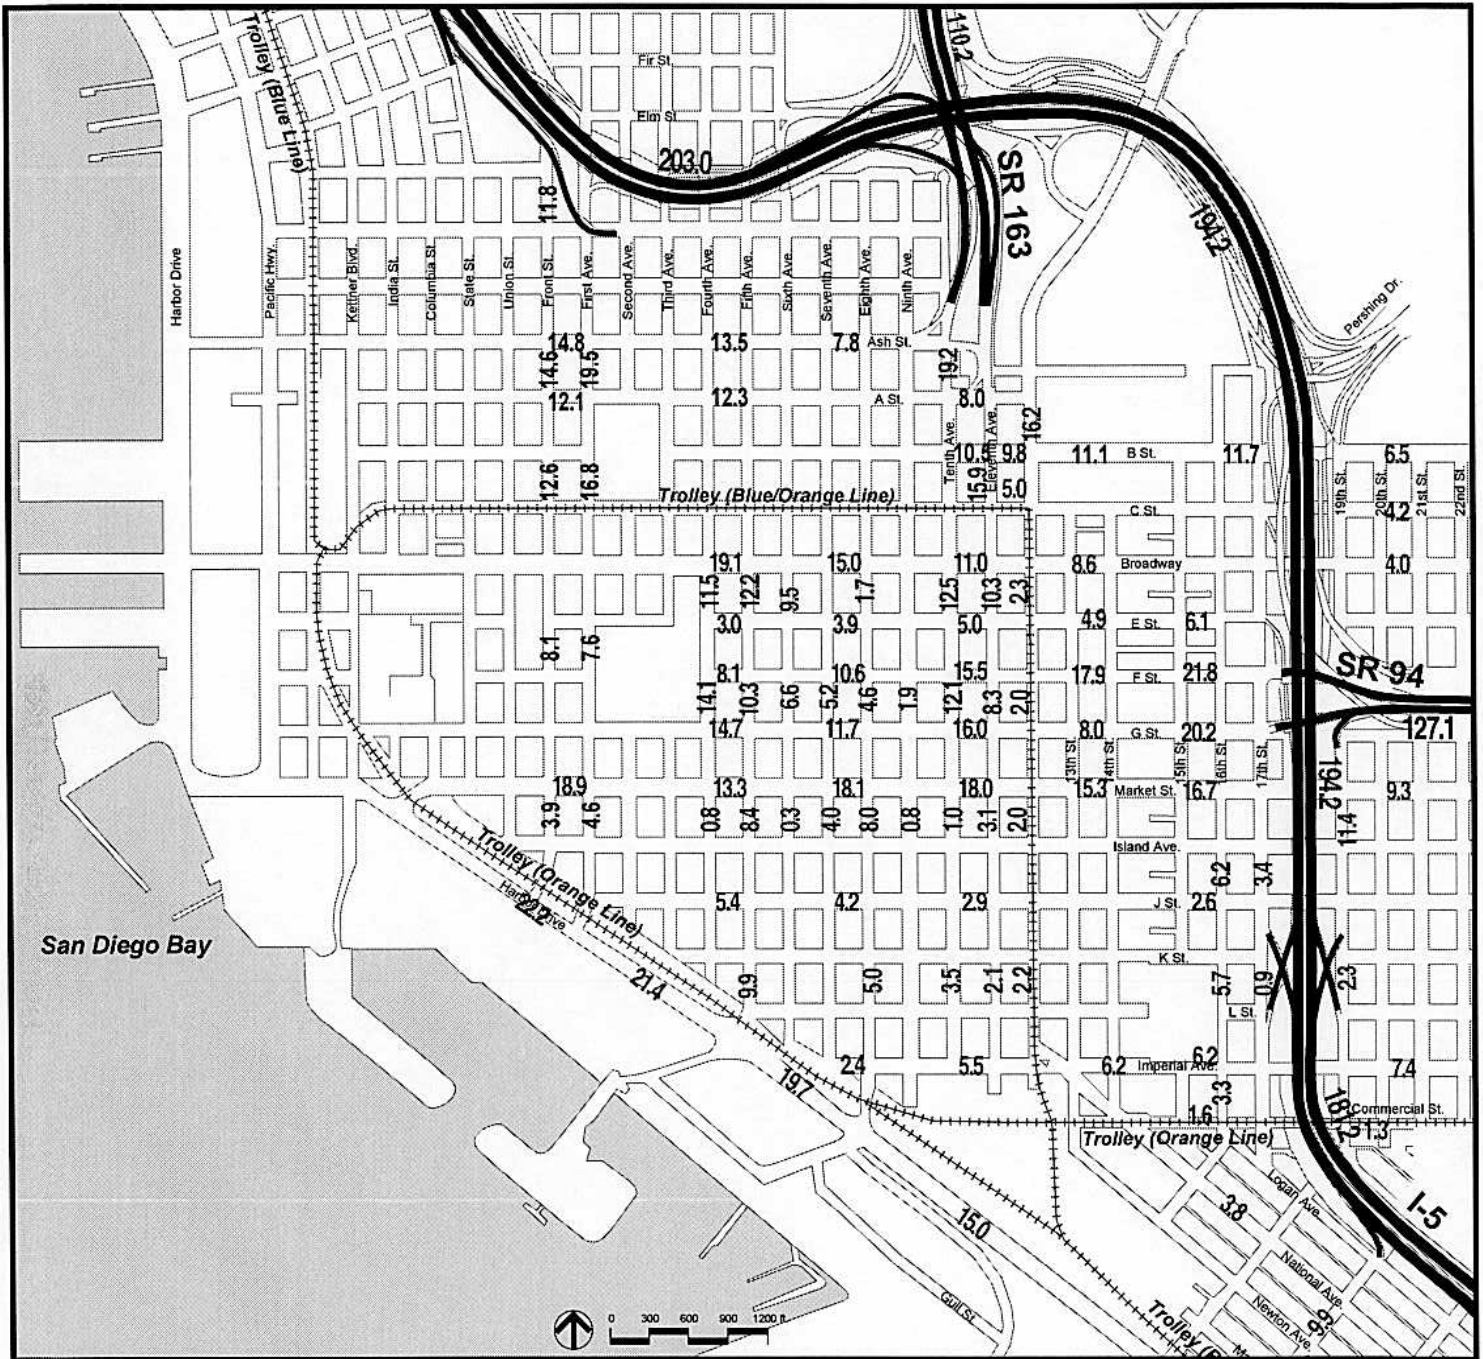 Trolley (Blue Line)
110.2
Fir St.
Elm St
203.0
SR 163
194.2
11.8
Harbor Drive
Pacific Hwy.
Kettner Blvd.
India St.
Columbia St.
State St.
Union St.
Front St.
First Ave.
Second Ave.
Third Ave.
Fourth Ave.
Fifth Ave.
Sixth Ave.
Seventh Ave.
Eighth Ave.
Ninth Ave.
Pershing Dr.
14.8
13.5
7.8
Ash St.
14.6
19.5
19.2
12.1
12.3
A St.
8.0
16.2
Tenth Ave.
Eleventh Ave.
10.5
9.8
11.1
B St.
11.7
6.5
12.6
16.8
15.9
5.0
19th St.
20th St.
21st St.
22nd St.
Trolley (Blue/Orange Line)
C St.
4.2
19.1
15.0
11.0
8.6
Broadway
4.0
11.5
12.2
9.5
1.7
12.5
10.3
2.3
3.0
3.9
5.0
4.9
E St.
6.1
8.1
7.6
8.1
10.6
15.5
17.9
F St.
21.8
SR 94
14.1
10.3
6.6
5.2
4.6
1.9
12.1
8.3
2.0
14.7
11.7
16.0
8.0
G St.
20.2
127.1
13th St.
14th St.
15th St.
16th St.
17th St.
194.2
18.9
13.3
18.1
18.0
15.3
Market St.
16.7
9.3
3.9
4.6
0.8
8.4
0.3
4.0
8.0
0.8
1.0
3.1
2.0
11.4
Trolley (Orange Line)
Island Ave.
6.2
3.4
Harbor Drive
22.2
5.4
4.2
2.9
J St.
2.6
San Diego Bay
K St.
21.4
9.9
5.0
3.5
2.1
2.2
5.7
0.9
2.3
L St.
2.4
5.5
6.2
Imperial Ave.
6.2
7.4
19.7
3.3
1.6
181.2
Commercial St.
1.3
Trolley (Orange Line)
Logan Ave.
3.8
I-5
15.0
National Ave.
Newton Ave.
Gull St.
0 300 600 900 1200 ft